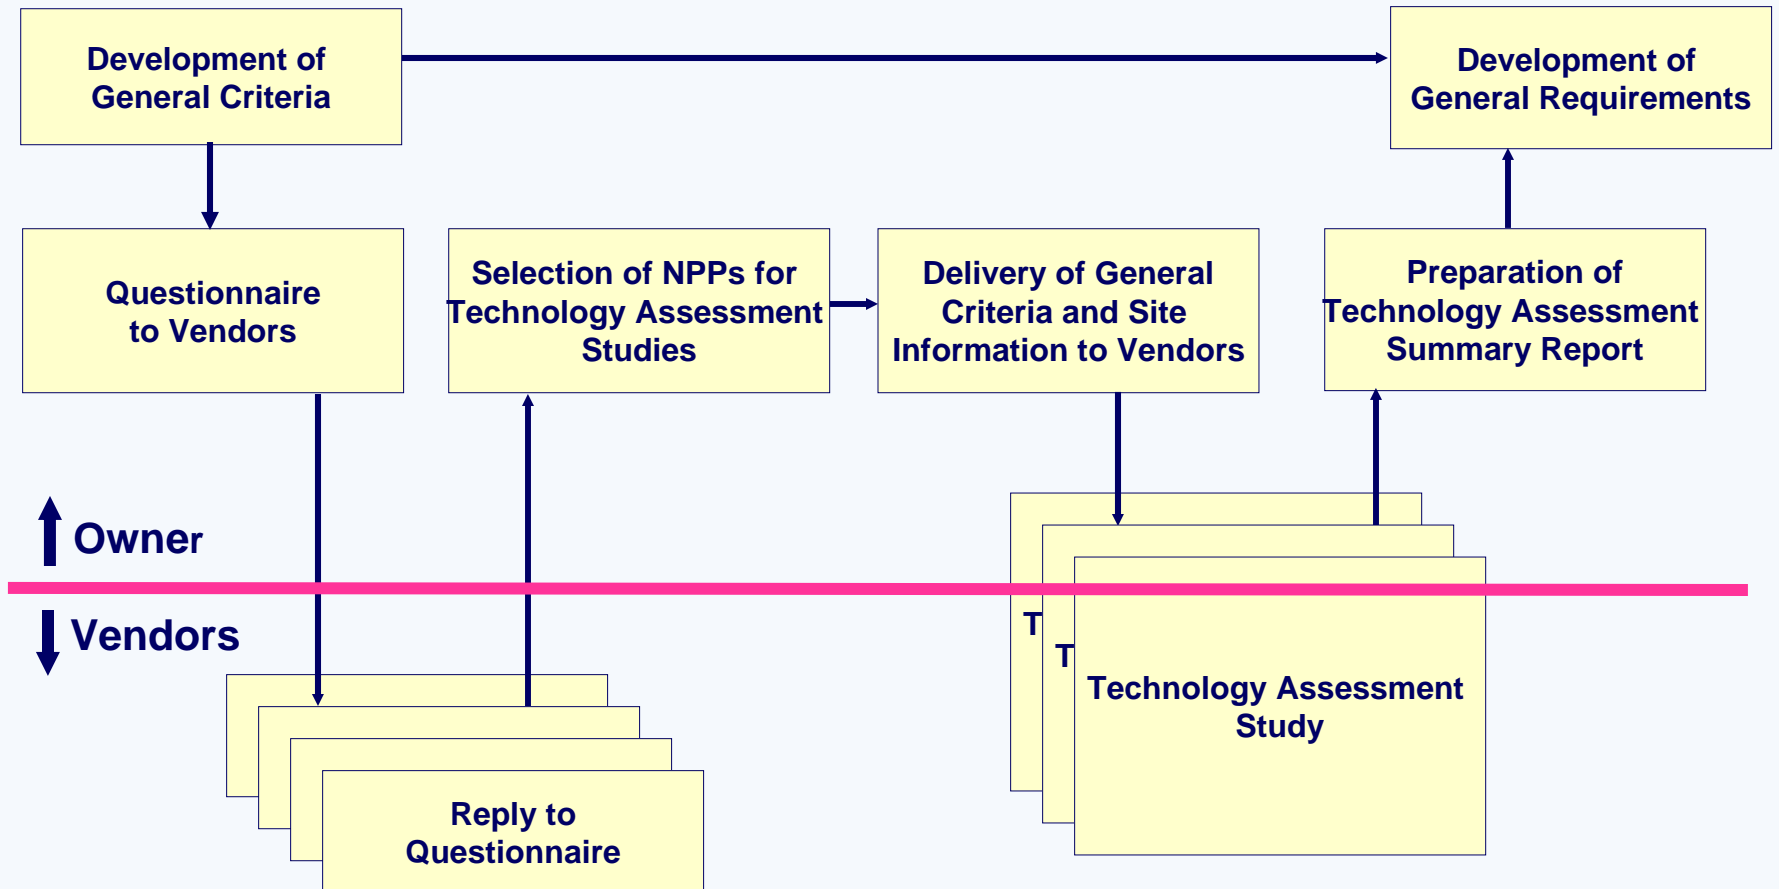 Development of
General Criteria
Development of
General Requirements
Questionnaire
to Vendors
Selection of NPPs for
Technology Assessment
Studies
Delivery of General
Criteria and Site
Information to Vendors
Preparation of
Technology Assessment
Summary Report
Owner
Vendors
T
T
Technology Assessment
Study
Reply to
Questionnaire